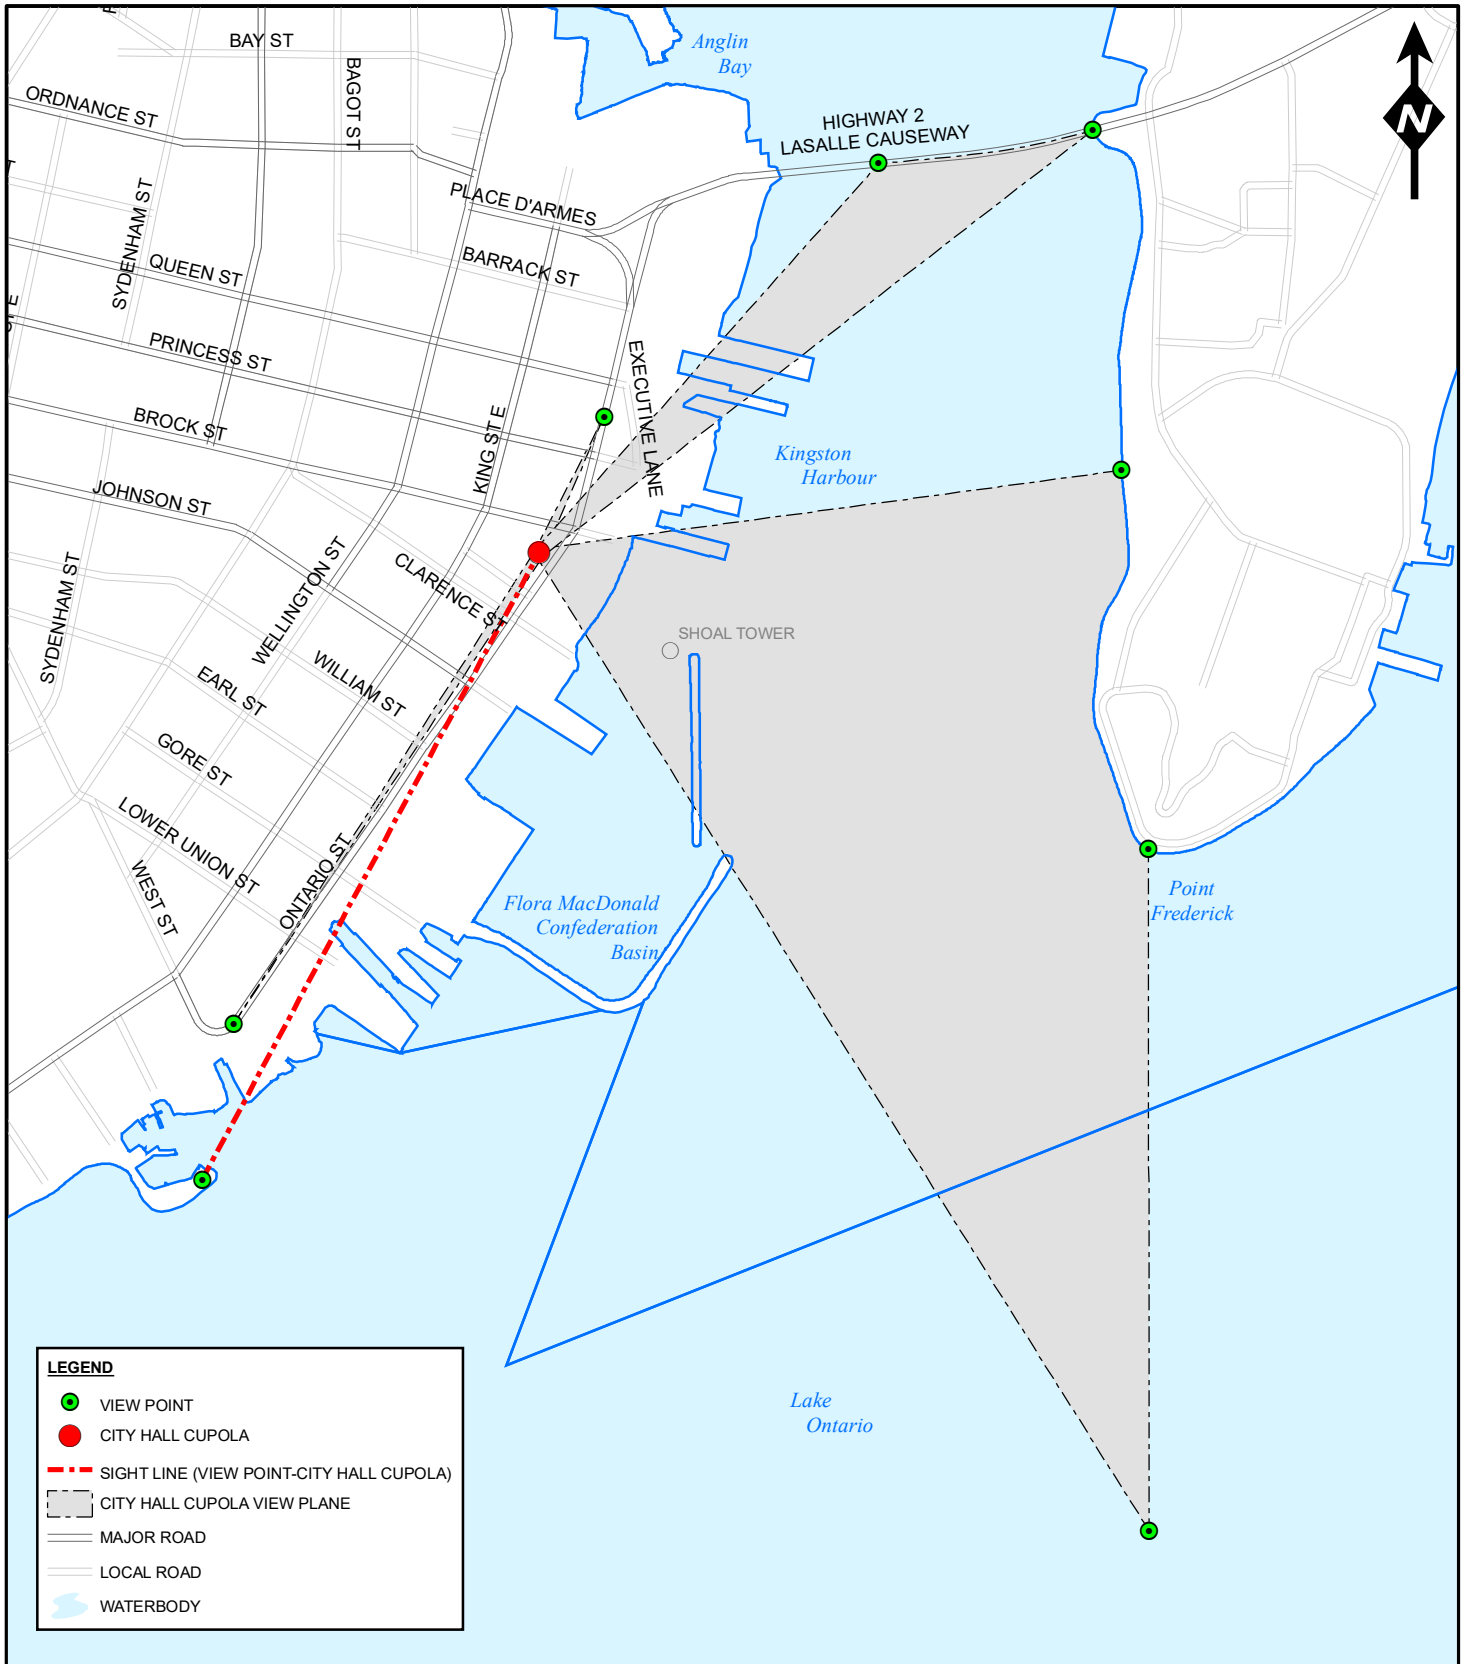 BAY ST
Anglin
Bay
BAGOT ST
ORDNANCE ST
HIGHWAY 2
LASALLE CAUSEWAY
N
PLACE D'ARMES
SYDENHAM ST
BARRACK ST
QUEEN ST
PRINCESS ST
EXECUTIVE LANE
BROCK ST
KING ST E
Kingston
Harbour
JOHNSON ST
CLARENCE ST
WELLINGTON ST
SYDENHAM ST
SHOAL TOWER
WILLIAM ST
EARL ST
GORE ST
LOWER UNION ST
ONTARIO ST
WEST ST
Flora MacDonald
Confederation
Basin
Point
Frederick
Lake
Ontario
LEGEND
VIEW POINT
CITY HALL CUPOLA
SIGHT LINE (VIEW POINT-CITY HALL CUPOLA)
CITY HALL CUPOLA VIEW PLANE
MAJOR ROAD
LOCAL ROAD
WATERBODY